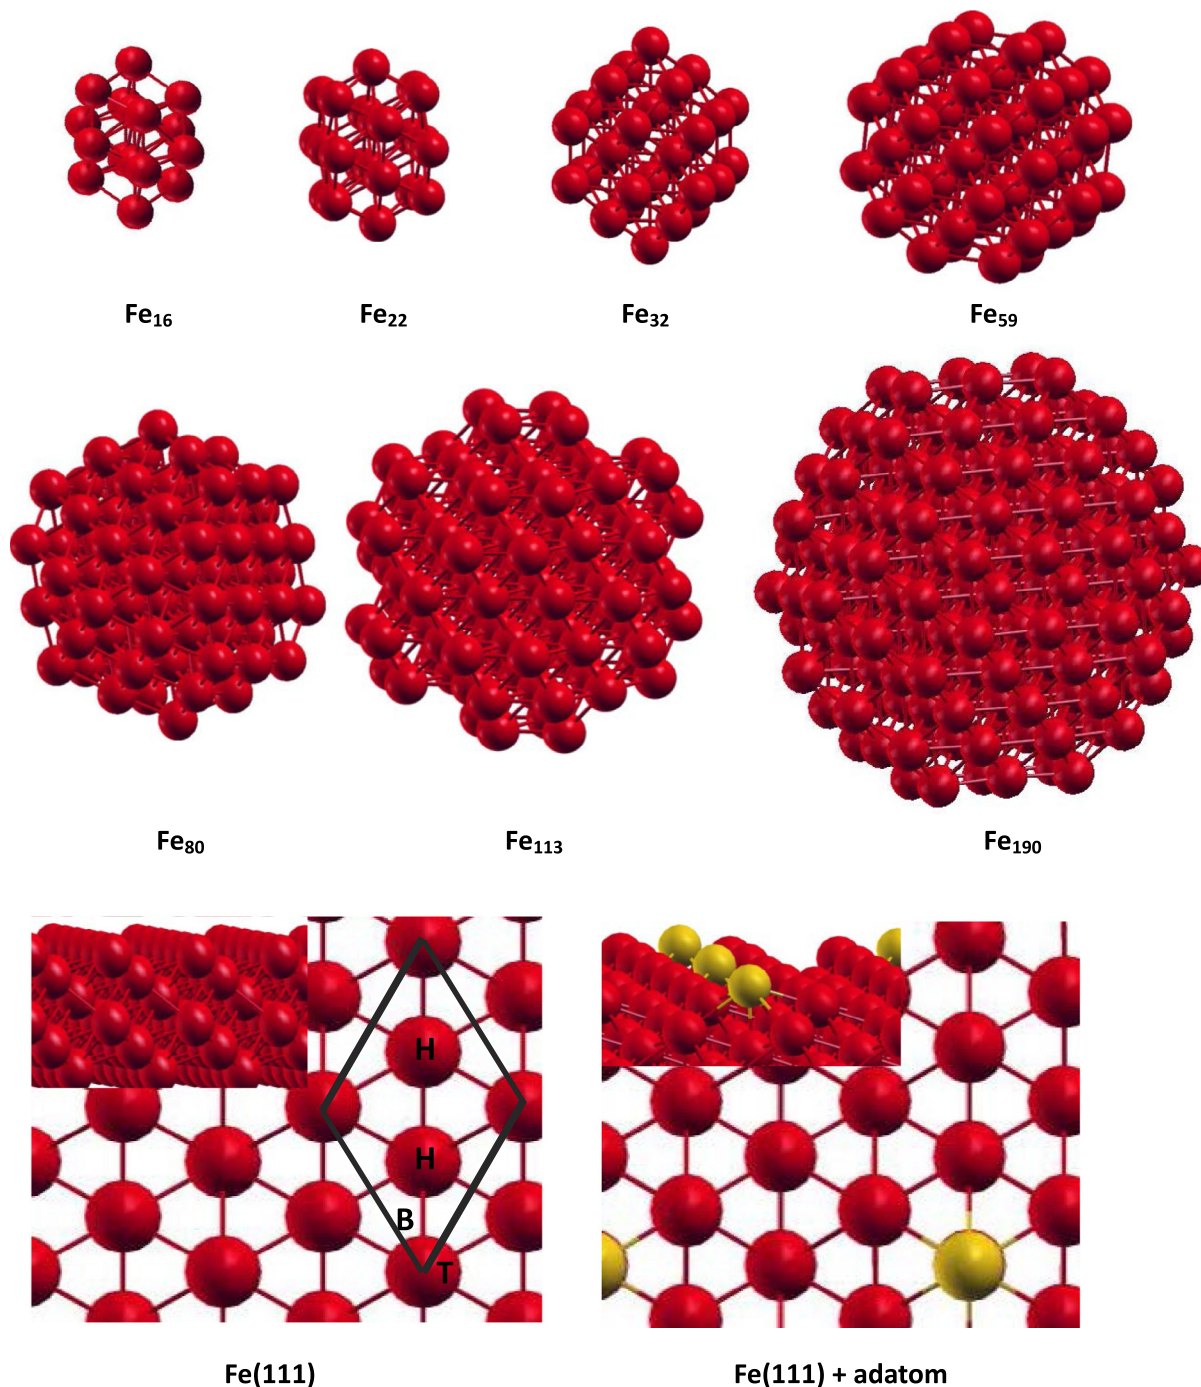 Fe₁₆ Fe₂₂ Fe₃₂ Fe₅₉
Fe₈₀ Fe₁₁₃ Fe₁₉₀
H
H
B
T
Fe(111) Fe(111) + adatom